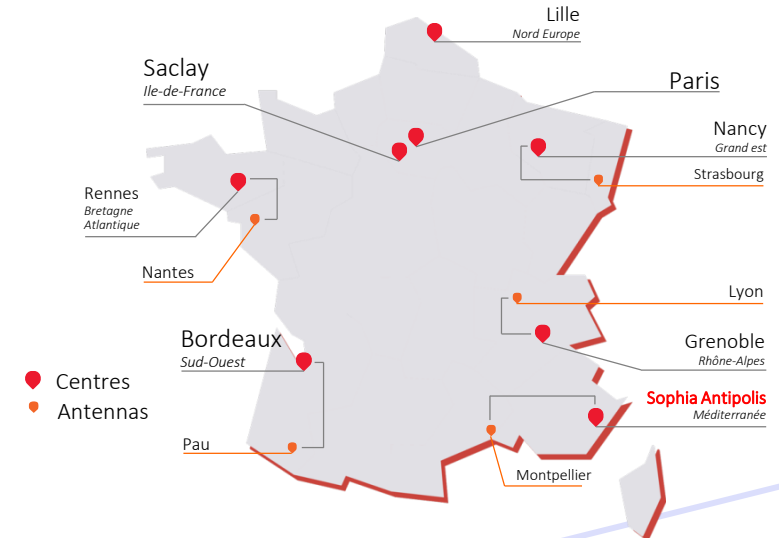 Lille
Nord Europe
Saclay
Ile-de-France
Paris
Nancy
Grand est
Strasbourg
Rennes
Bretagne
Atlantique
Nantes
Lyon
Bordeaux
Sud-Ouest
Grenoble
Rhône-Alpes
Centres
Antennas
Sophia Antipolis
Méditerranée
Pau
Montpellier